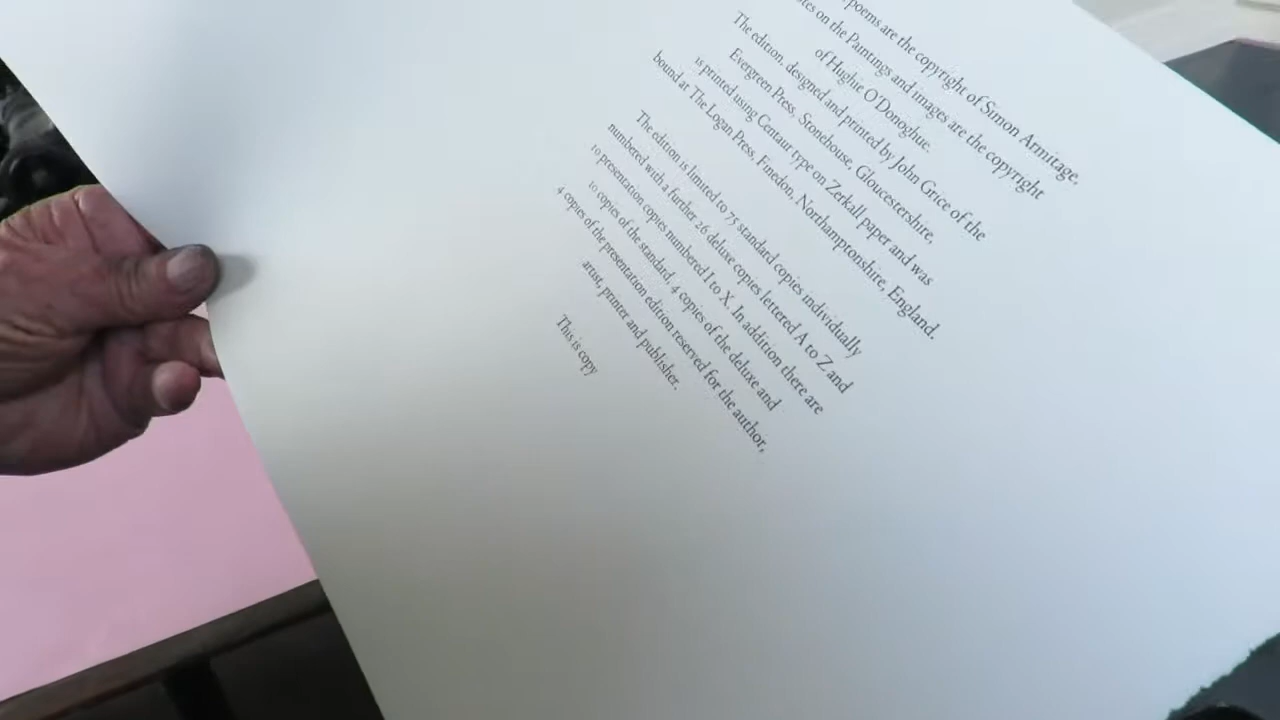 poems are the copyright of Simon Armitage.
on the Paintings and images are the copyright
of Hughie O'Donoghue.
The edition, designed and printed by John Grice of the
Evergreen Press, Stonehouse, Gloucestershire,
is printed using Centaur type on Zerkall paper and was
bound at The Logan Press, Finedon, Northamptonshire, England.
The edition is limited to 75 standard copies individually
numbered with a further 26 deluxe copies lettered A to Z and
10 presentation copies numbered I to X. In addition there are
10 copies of the standard, 4 copies of the deluxe and
4 copies of the presentation edition reserved for the author,
artist, printer and publisher.
This is copy